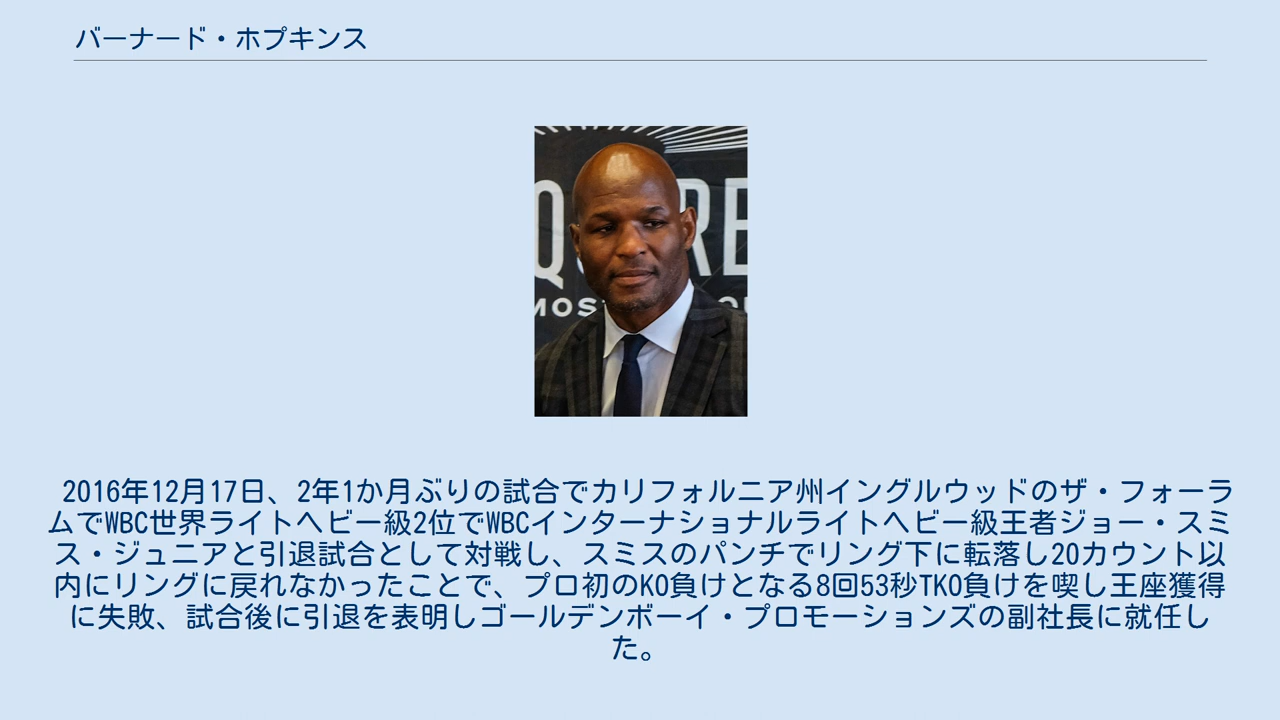 バーナード・ホプキンス
QU RE
MOS
2016年12月17日、2年1か月ぶりの試合でカリフォルニア州イングルウッドのザ・フォーラ
ムでWBC世界ライトヘビー級2位でWBCインターナショナルライトヘビー級王者ジョー・スミ
ス・ジュニアと引退試合として対戦し、スミスのパンチでリング下に転落し20カウント以
内にリングに戻れなかったことで、プロ初のKO負けとなる8回53秒TKO負けを喫し王座獲得
に失敗、試合後に引退を表明しゴールデンボーイ・プロモーションズの副社長に就任し
た。